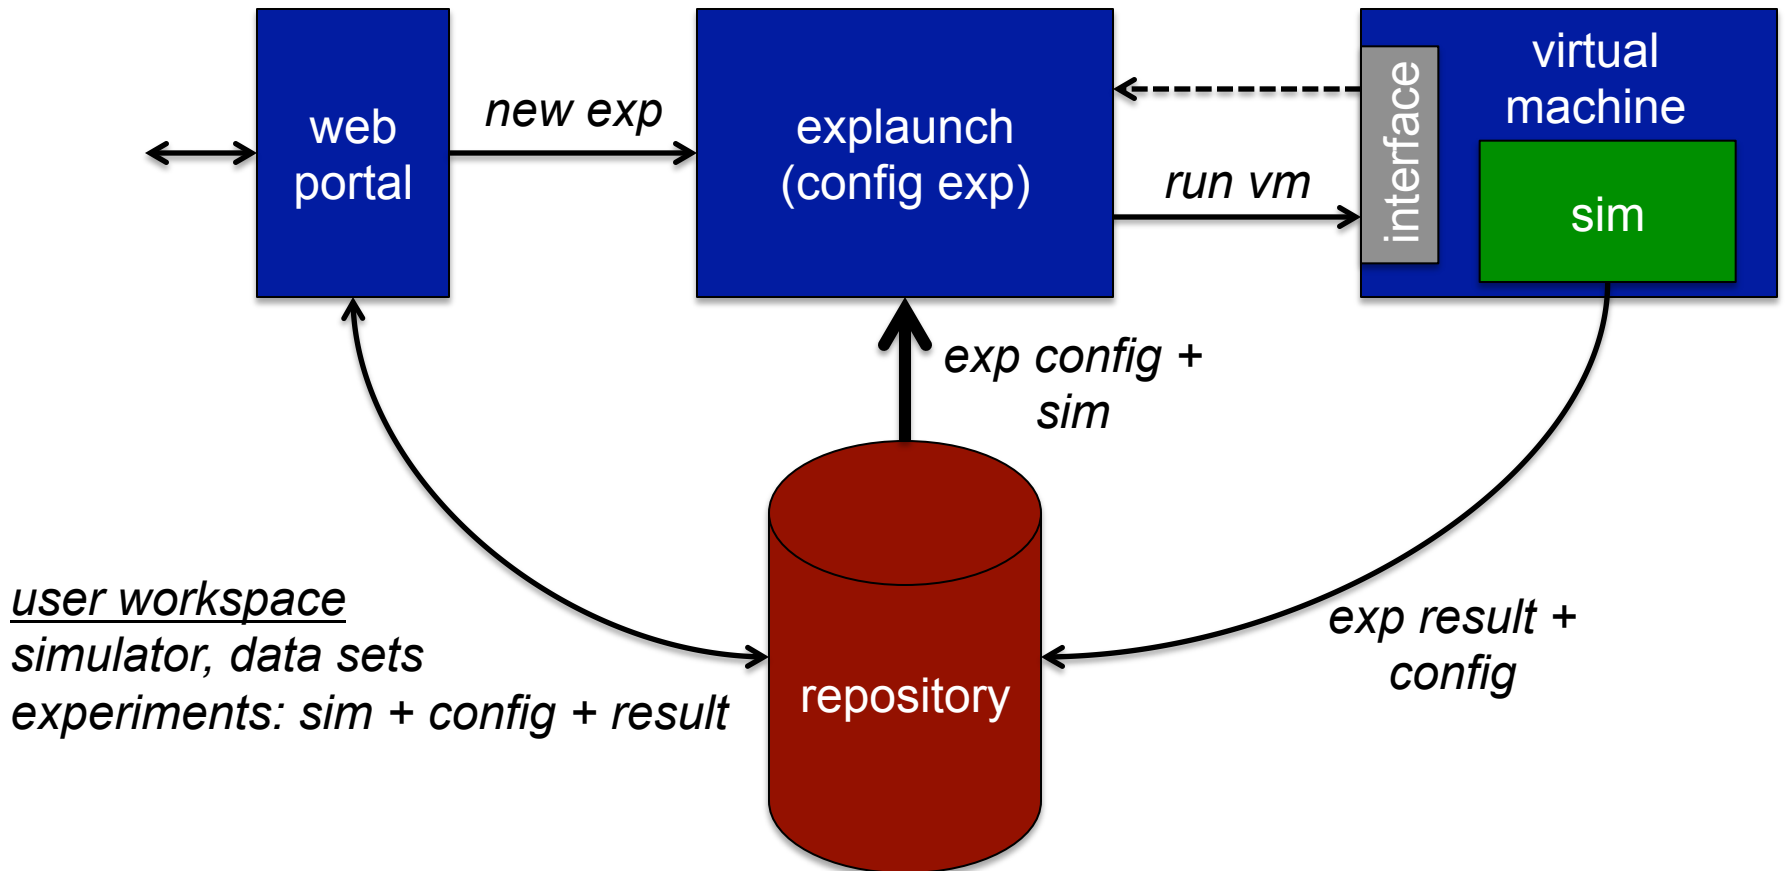 web
portal
new exp
explaunch
(config exp)
run vm
interface
virtual
machine
sim
exp config +
sim
user workspace
simulator, data sets
experiments: sim + config + result
repository
exp result +
config